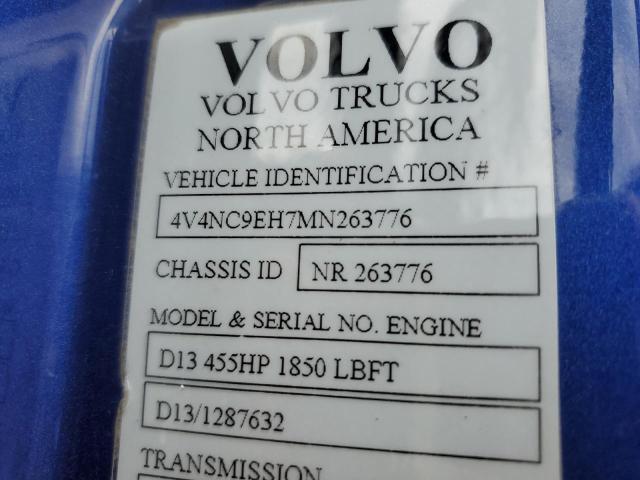 VOLVO
VOLVO TRUCKS
NORTH AMERICA
VEHICLE IDENTIFICATION #
4V4NC9EH7MN263776
CHASSIS ID NR 263776
MODEL & SERIAL NO. ENGINE
D13 455HP 1850 LBFT
D13/1287632
TRANSMISSION